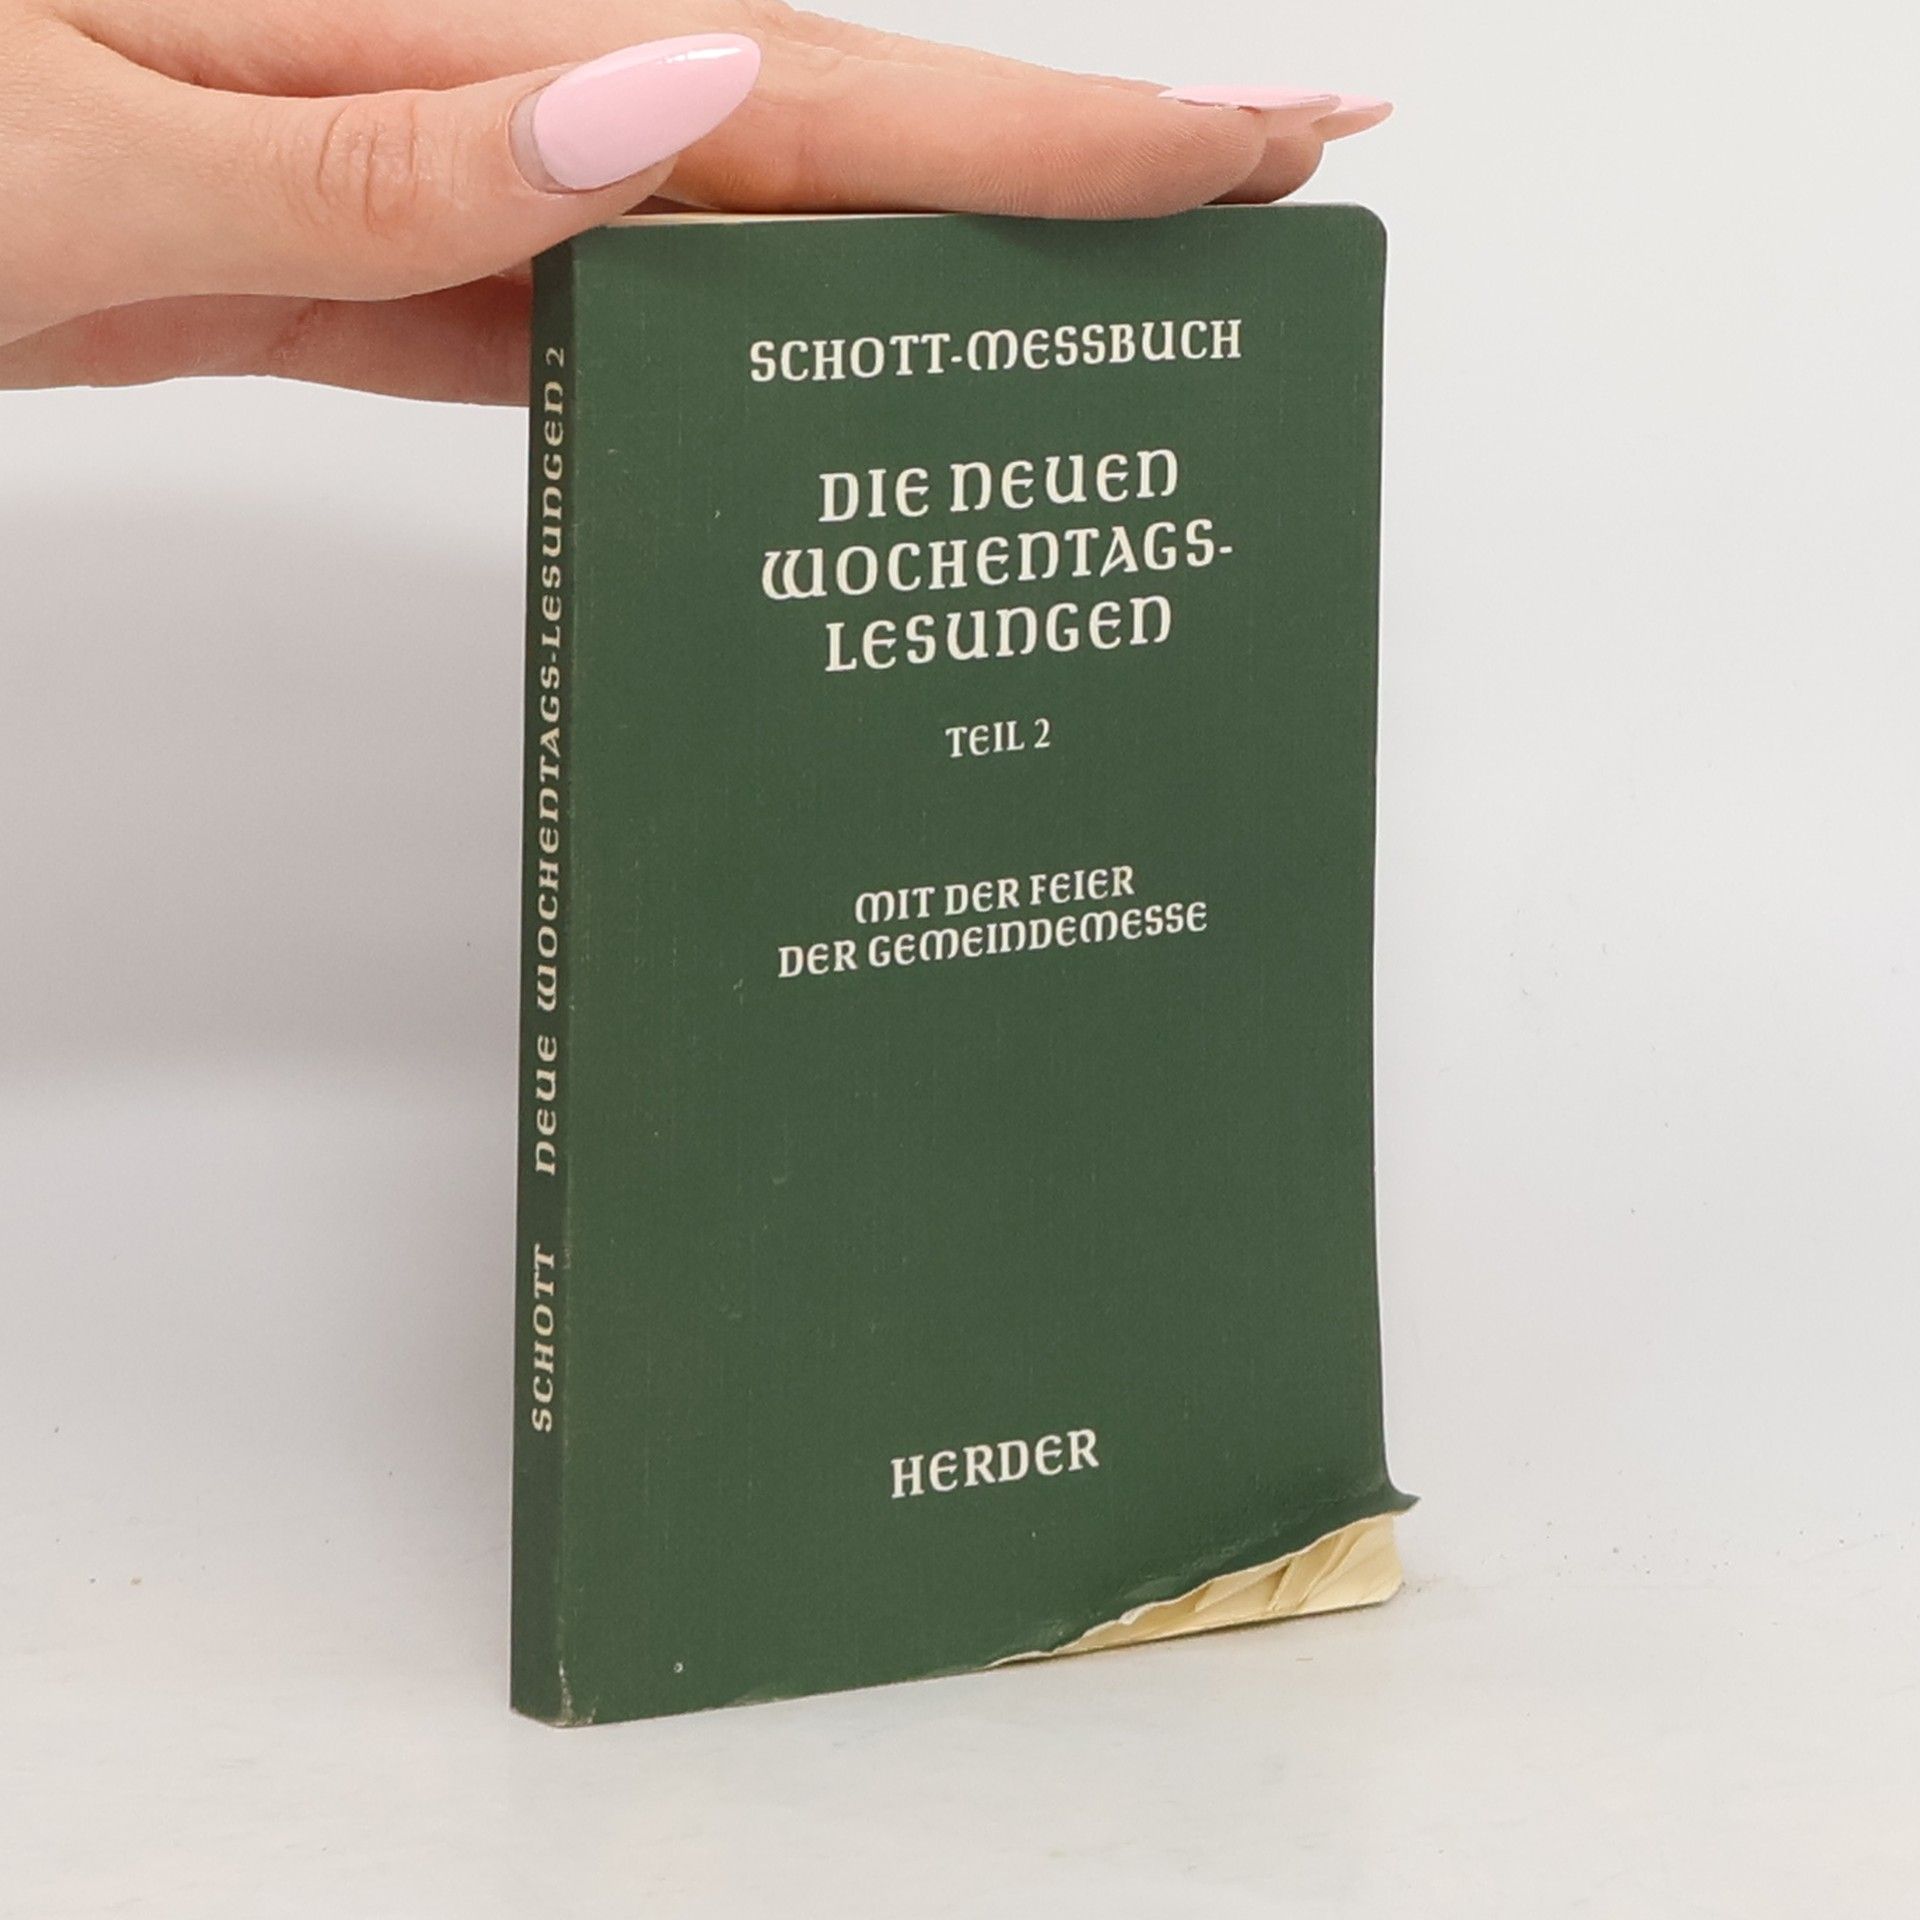 SCHOTT-MESSBUCH
DIE NEUEN
WOCHENTAGS-
LESUNGEN
TEIL 2
MIT DER FEIER
DER GEMEINDEMESSE
HERDER
SCHOTT NEUE WOCHENTAGS-LESUNGEN 2